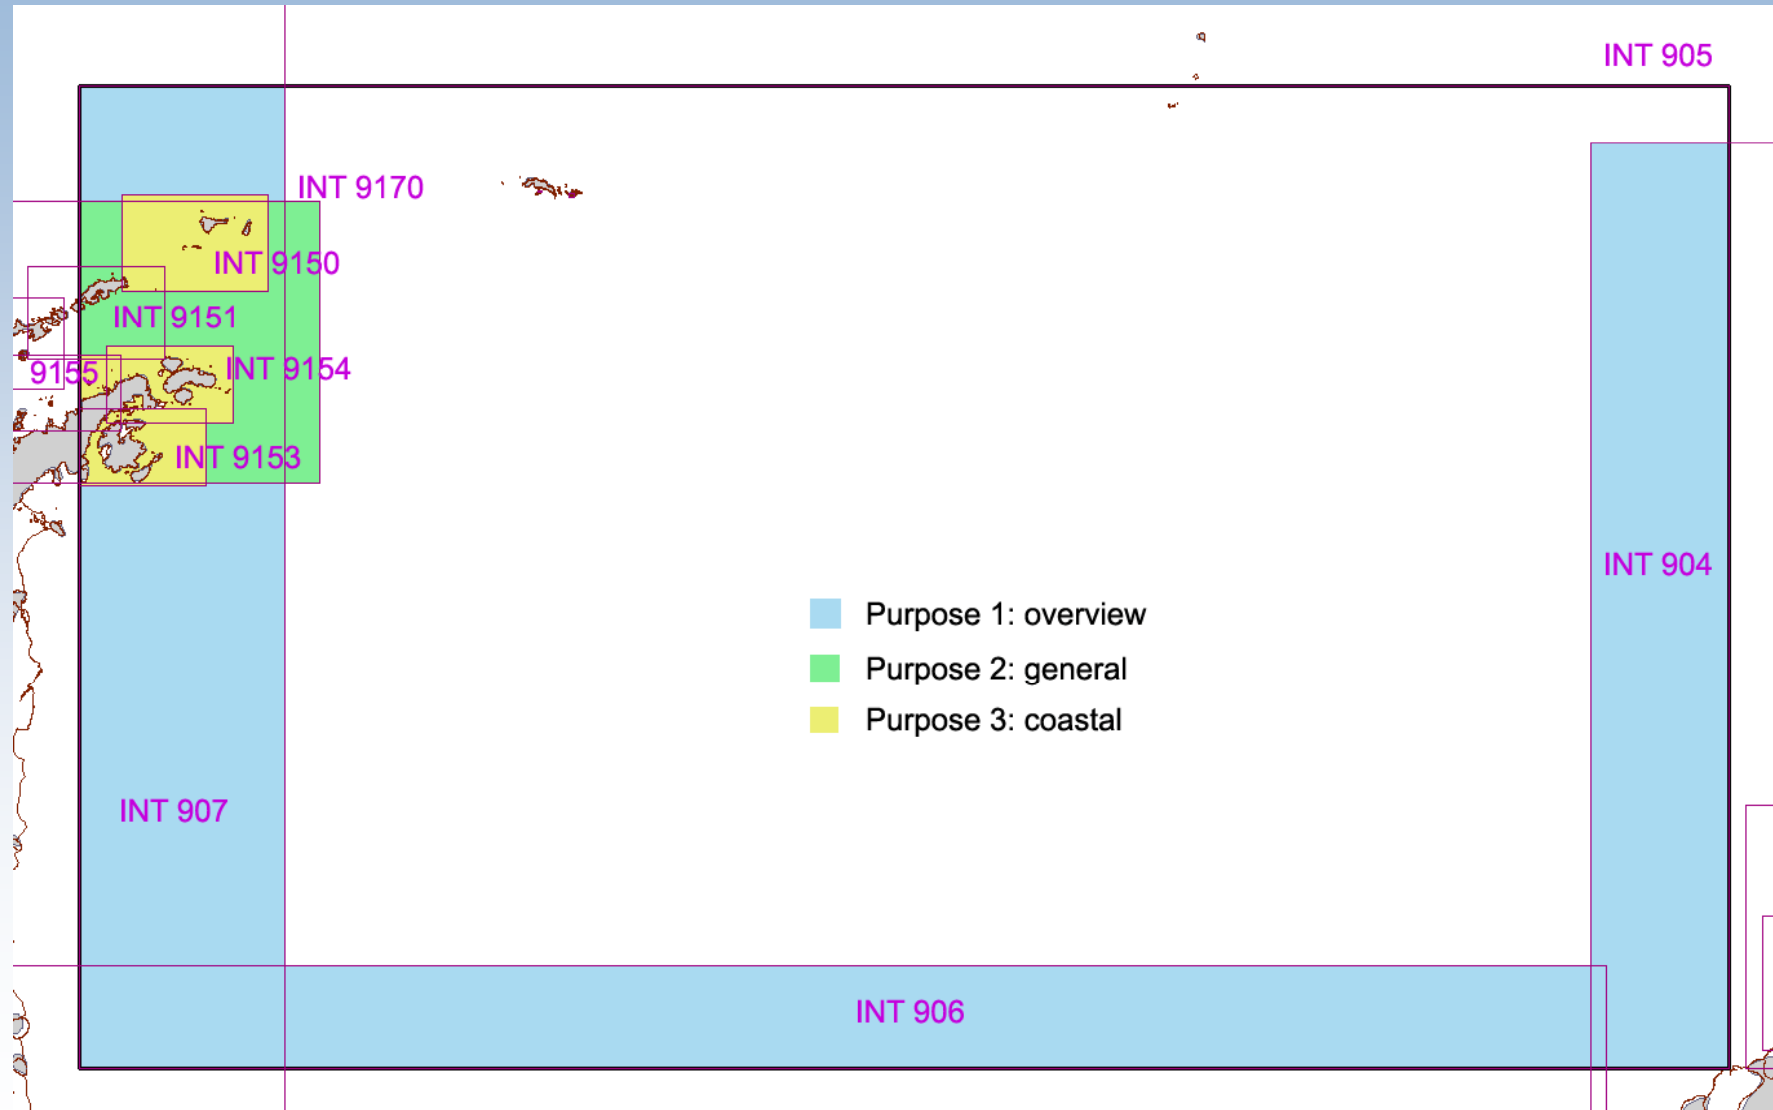 INT 905
INT 9170
INT 9150
INT 9151
9155
INT 9154
INT 9153
INT 904
Purpose 1: overview
Purpose 2: general
Purpose 3: coastal
INT 907
INT 906